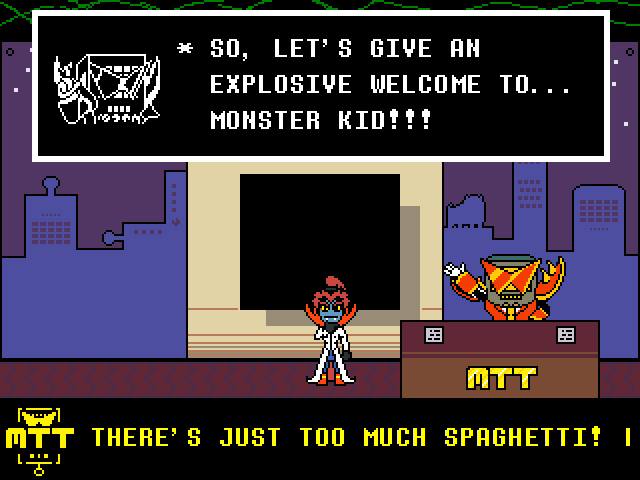 * SO, LET'S GIVE AN
EXPLOSIVE WELCOME TO...
MONSTER KID!!!
MTT
MTT THERE'S JUST TOO MUCH SPAGHETTI! I